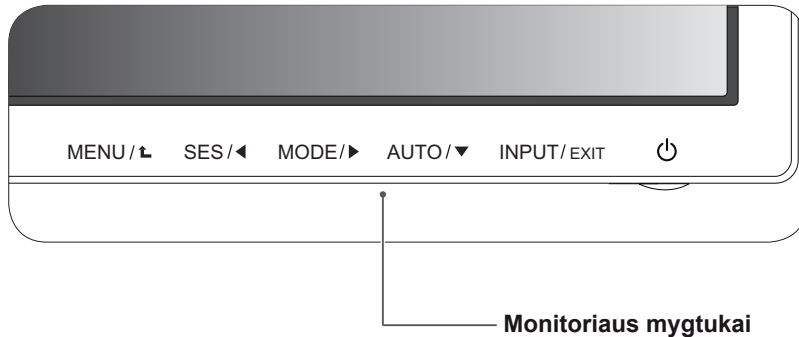 MENU/⮤ SES/◀ MODE/▶ AUTO/▼ INPUT/EXIT
Monitoriaus mygtukai